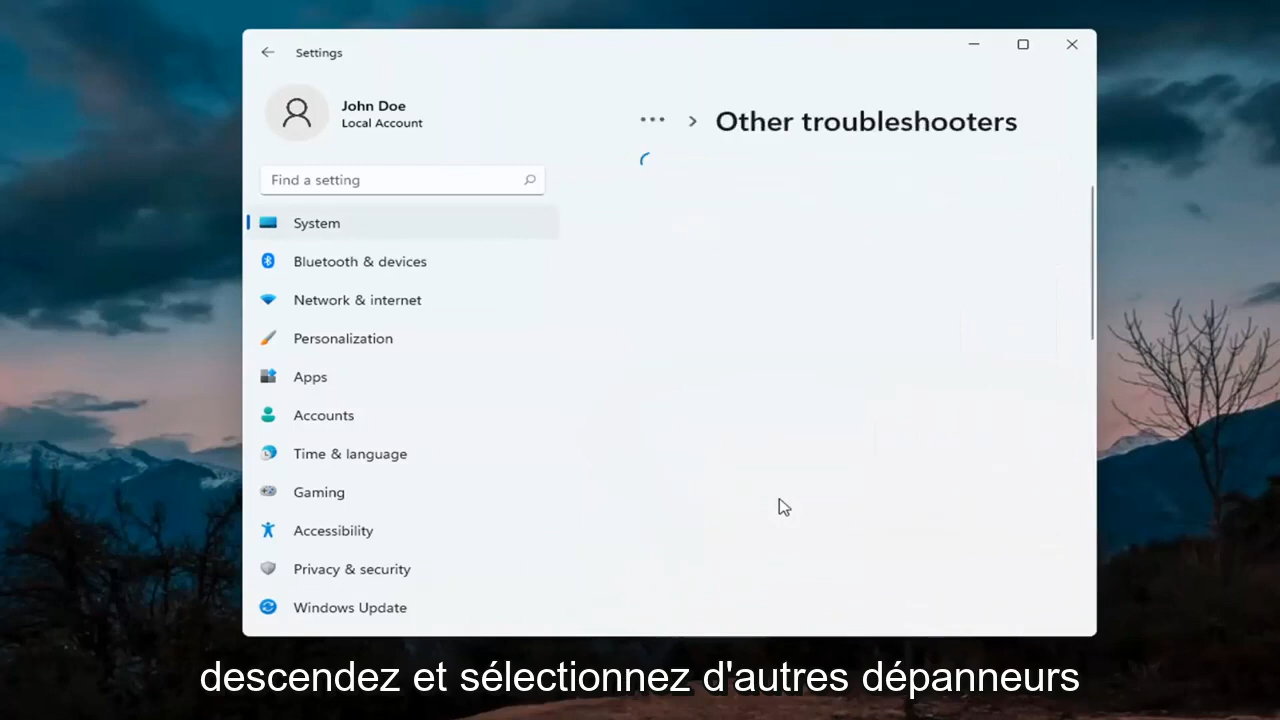 Settings
John Doe
Local Account
Find a setting
System
Bluetooth & devices
Network & internet
Personalization
Apps
Accounts
Time & language
Gaming
Accessibility
Privacy & security
Windows Update
... > Other troubleshooters
descendez et sélectionnez d'autres dépanneurs